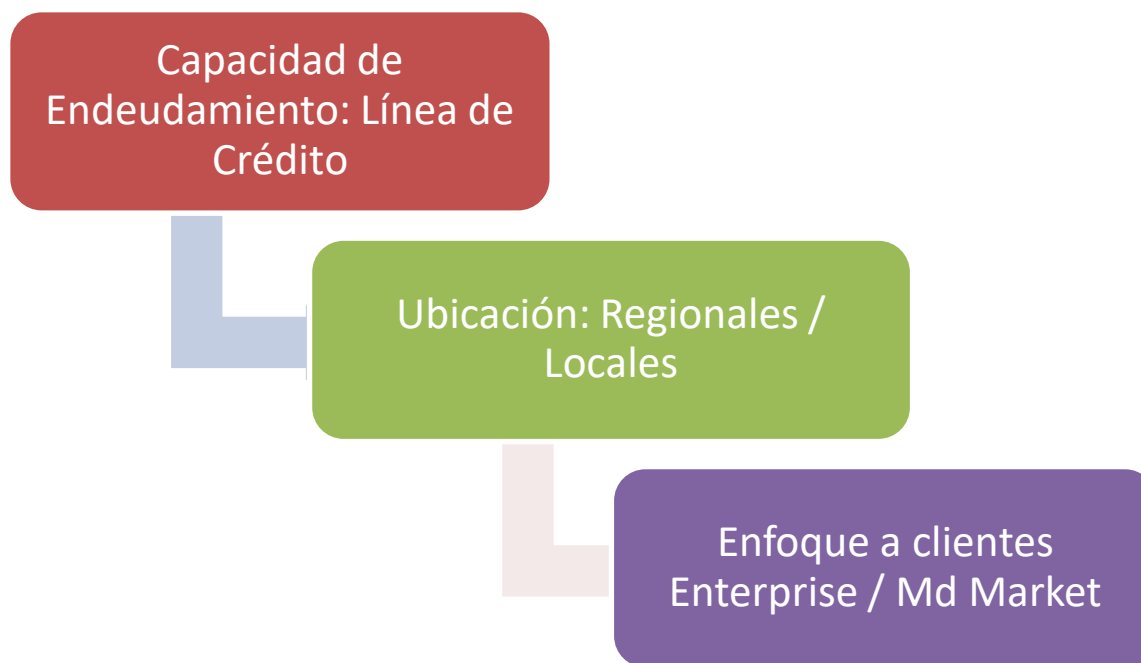 Capacidad de
Endeudamiento: Línea de
Crédito
Ubicación: Regionales /
Locales
Enfoque a clientes
Enterprise / Md Market